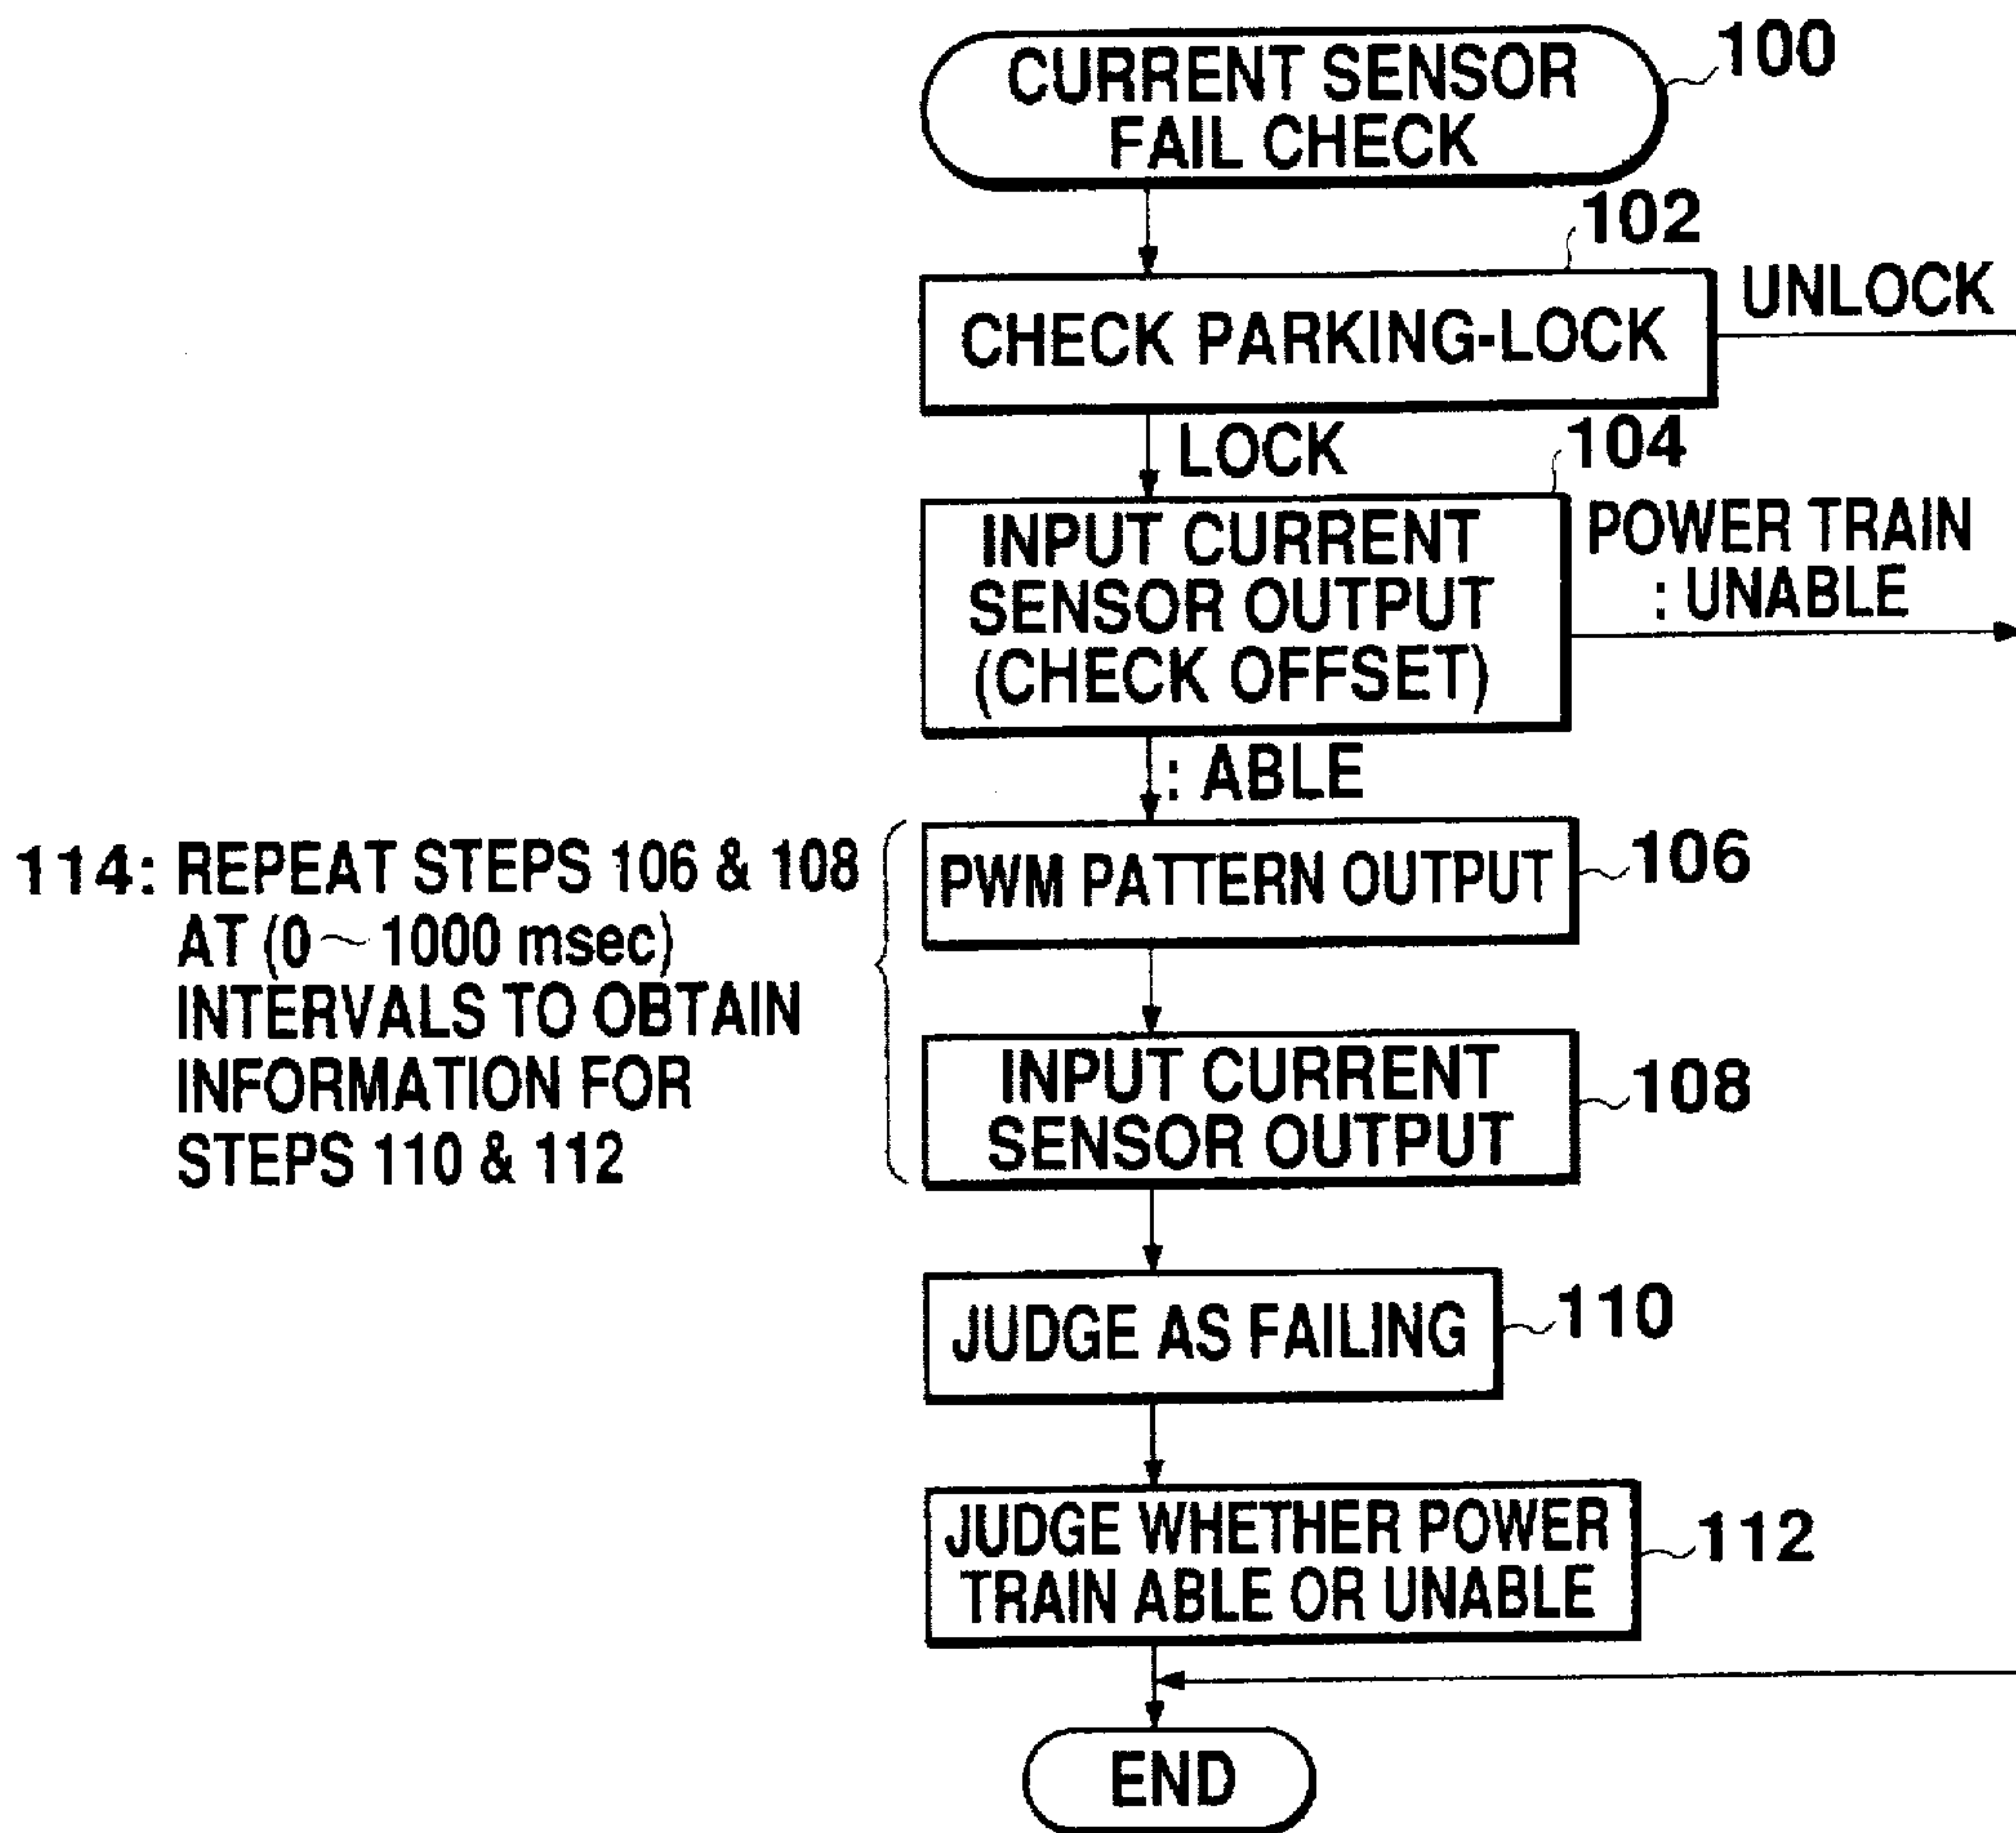 CURRENT SENSOR
FAIL CHECK
100
102
CHECK PARKING-LOCK
UNLOCK
LOCK
104
INPUT CURRENT
SENSOR OUTPUT
(CHECK OFFSET)
POWER TRAIN
: UNABLE
: ABLE
114: REPEAT STEPS 106 & 108
AT (0~1000 msec)
INTERVALS TO OBTAIN
INFORMATION FOR
STEPS 110 & 112
PWM PATTERN OUTPUT
106
INPUT CURRENT
SENSOR OUTPUT
108
JUDGE AS FAILING
110
JUDGE WHETHER POWER
TRAIN ABLE OR UNABLE
112
END